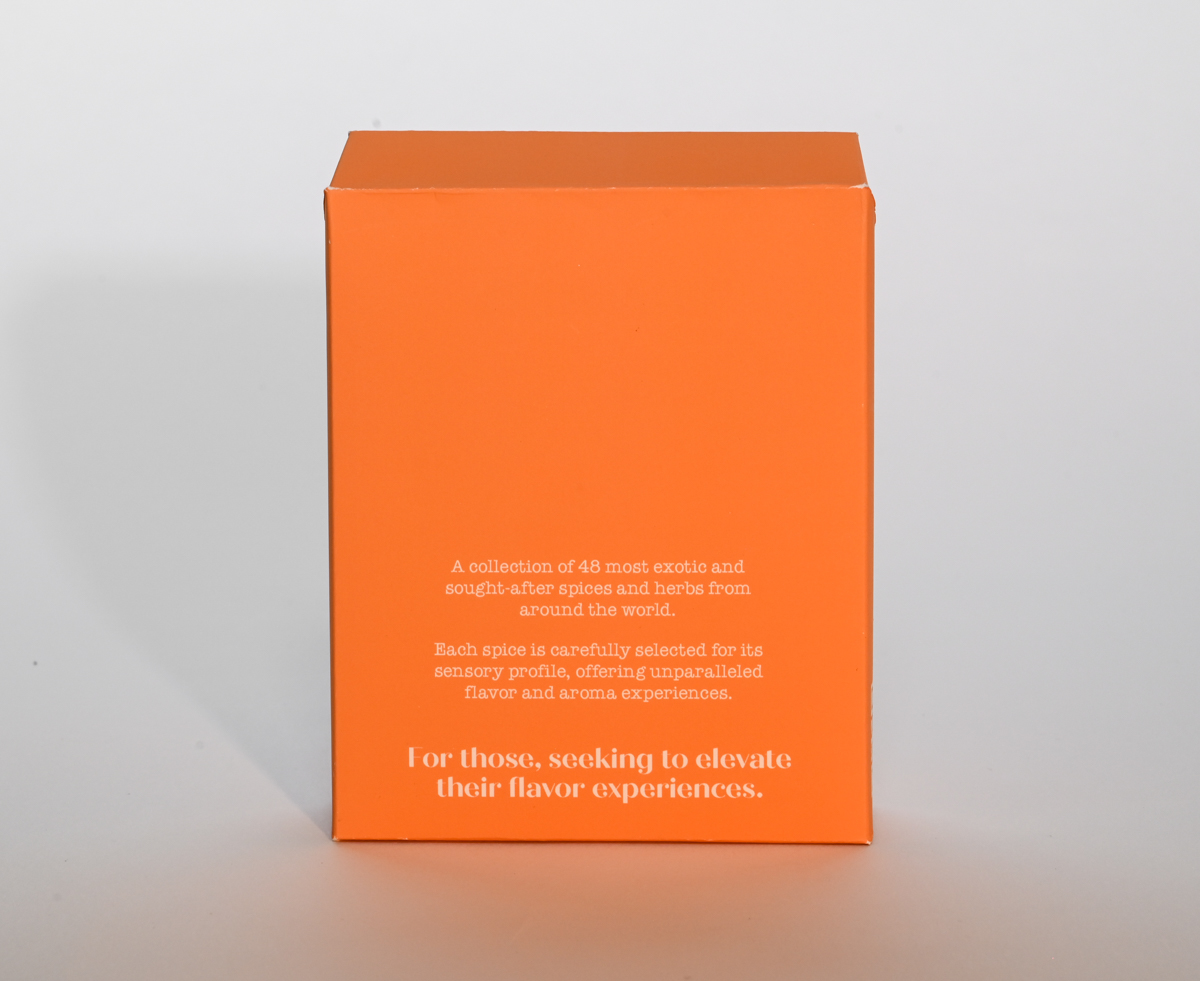 A collection of 48 most exotic and
sought-after spices and herbs from
around the world.
Each spice is carefully selected for its
sensory profile, offering unparalleled
flavor and aroma experiences.
For those, seeking to elevate
their flavor experiences.